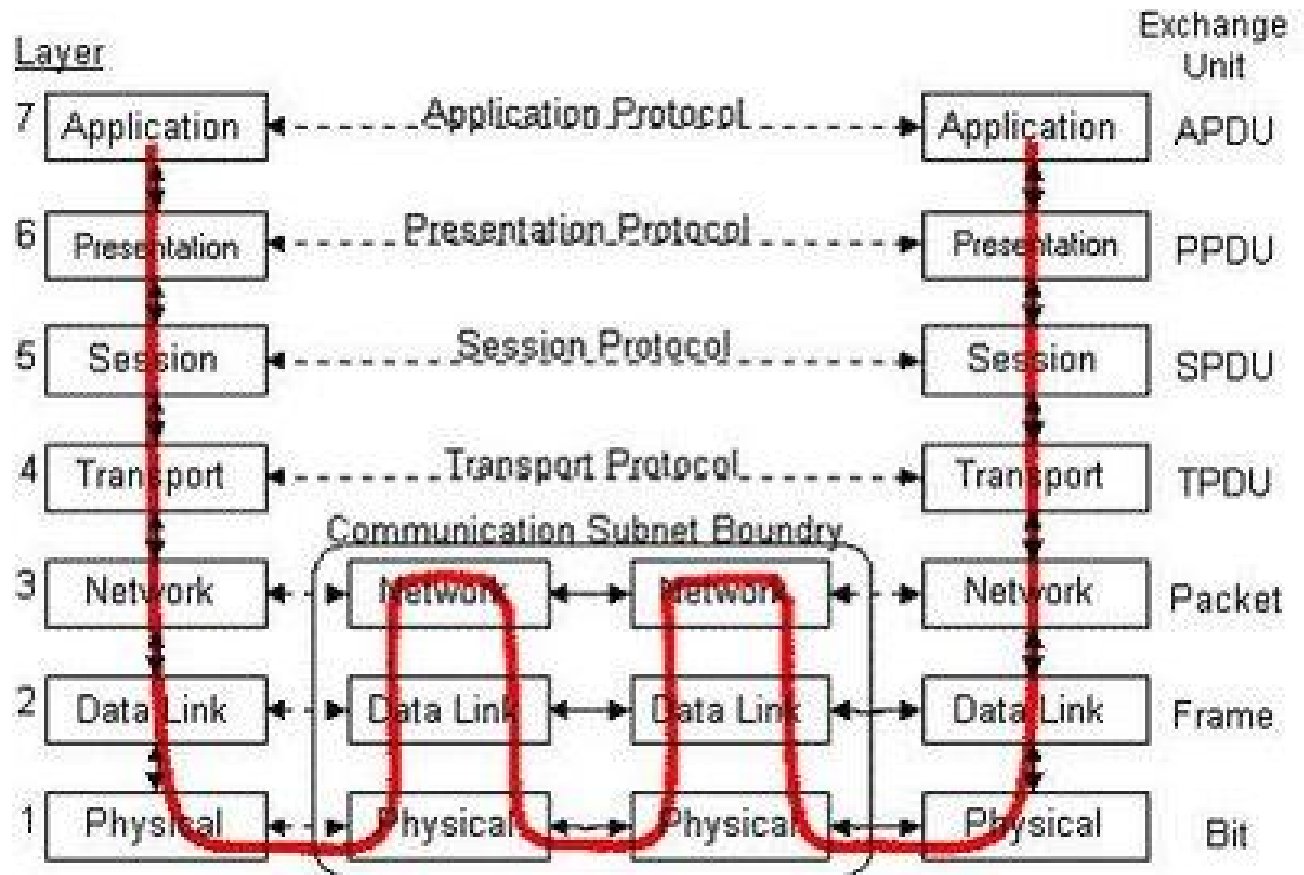 Exchange
Layer Unit
7 Application Application Protocol Application APDU
6 Presentation Presentation Protocol Presentation PPDU
5 Session Session Protocol Session SPDU
4 Transport Transport Protocol Transport TPDU
Communication Subnet Boundry
3 Network Network Network Network Packet
2 Data Link Data Link Data Link Data Link Frame
1 Physical Physical Physical Physical Bit